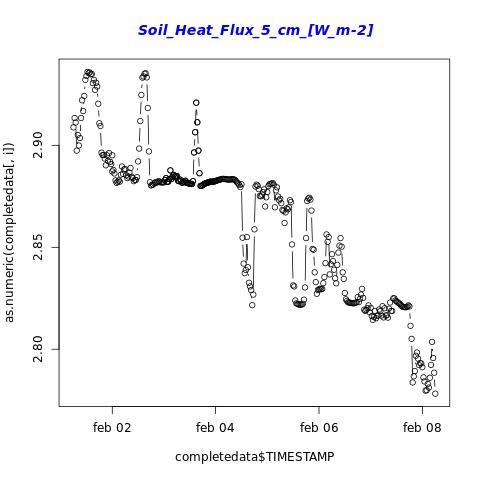 Soil_Heat_Flux_5_cm_[W_m-2]
as.numeric(completedata[, i])
2.90
2.85
2.80
feb 02
feb 04
feb 06
feb 08
completedata$TIMESTAMP